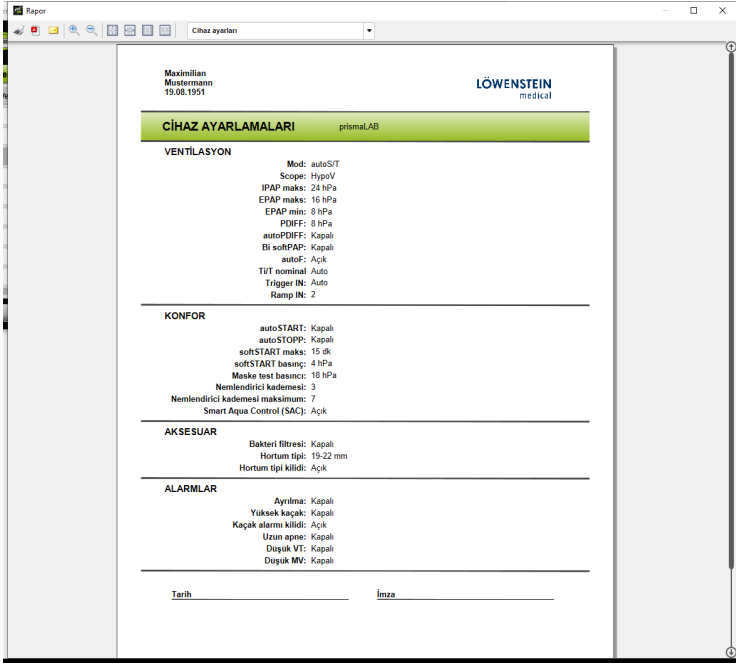 Rapor
Cihaz ayarları
Maximilian
Mustermann
19.08.1951
LÖWENSTEIN
medical
CİHAZ AYARLAMALARI prismaLAB
VENTİLASYON
Mod: autoS/T
Scope: HypoV
IPAP maks: 24 hPa
EPAP maks: 16 hPa
EPAP min: 8 hPa
PDIFF: 8 hPa
autoPDIFF: Kapalı
Bi softPAP: Kapalı
autoF: Açık
Ti/T nominal Auto
Trigger IN: Auto
Ramp IN: 2
KONFOR
autoSTART: Kapalı
autoSTOPP: Kapalı
softSTART maks: 15 dk
softSTART basınç: 4 hPa
Maske test basıncı: 18 hPa
Nemlendirici kademesi: 3
Nemlendirici kademesi maksimum: 7
Smart Aqua Control (SAC): Açık
AKSESUAR
Bakteri filtresi: Kapalı
Hortum tipi: 19-22 mm
Hortum tipi kilidi: Açık
ALARMLAR
Ayrılma: Kapalı
Yüksek kaçak: Kapalı
Kaçak alarmı kilidi: Açık
Uzun apne: Kapalı
Düşük VT: Kapalı
Düşük MV: Kapalı
Tarih İmza